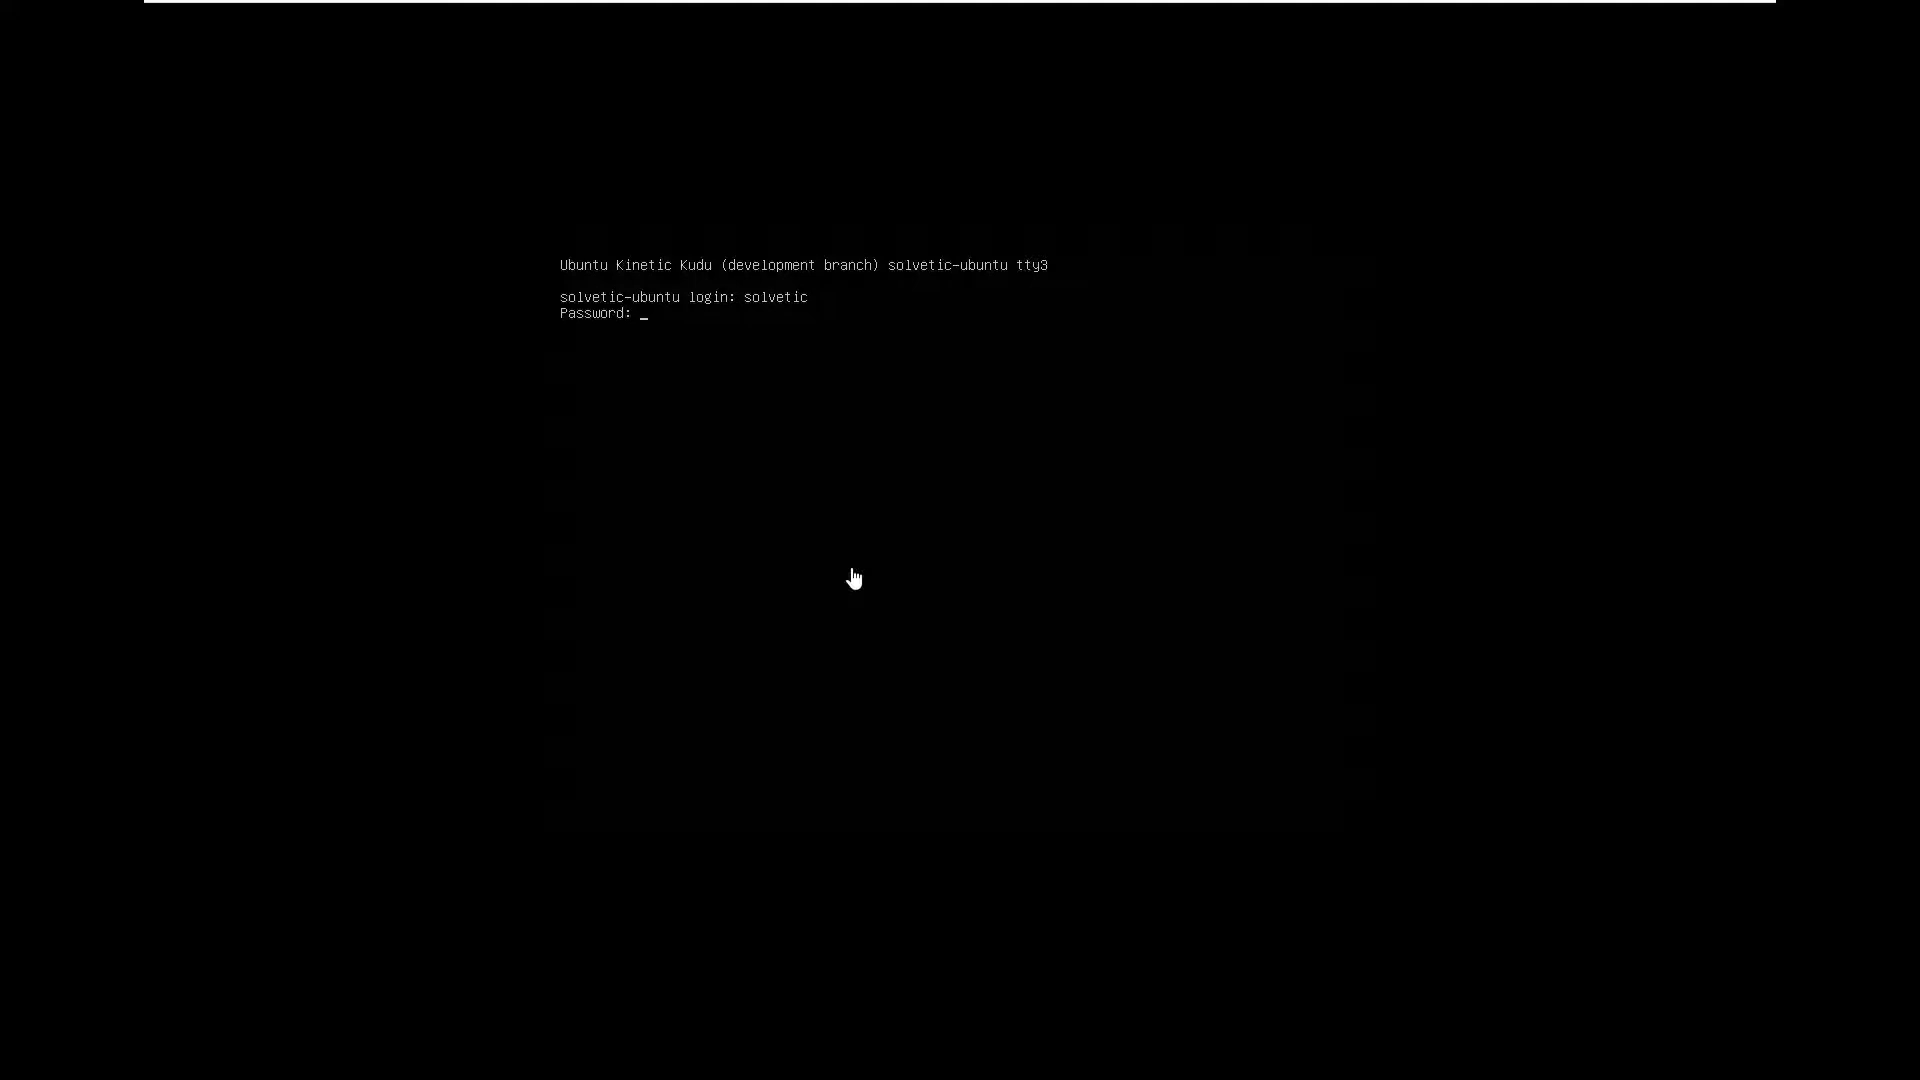 Ubuntu Kinetic Kudu (development branch) solvetic-ubuntu tty3
solvetic-ubuntu login: solvetic
Password: _